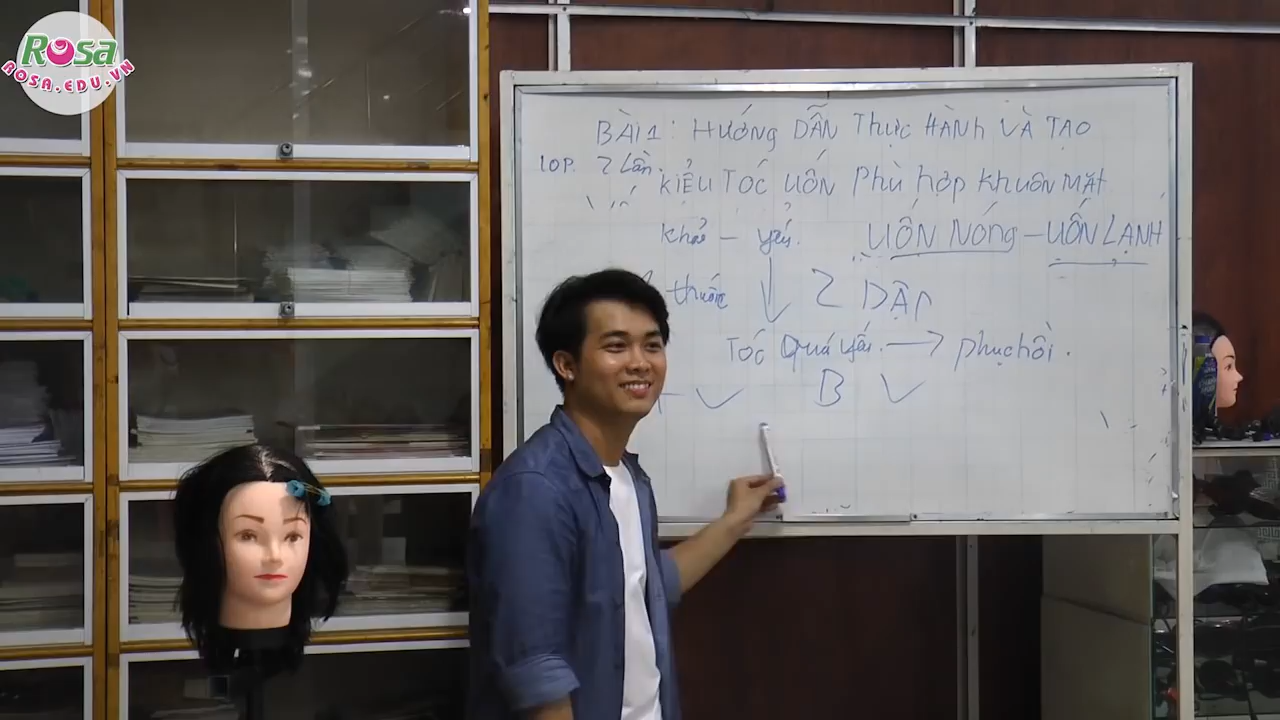 Rosa
ROSA.EDU.VN
BÀI 1: HƯỚNG DẪN THỰC HÀNH VÀ TẠO
10P. 2 lần.
KIỂU TÓC UỐN PHÙ HỢP KHUÔN MẶT
khỏe – yếu. UỐN NÓNG – UỐN LẠNH
thuốc 2 DẬP
TÓC Quá yếu. → phục hồi.
B